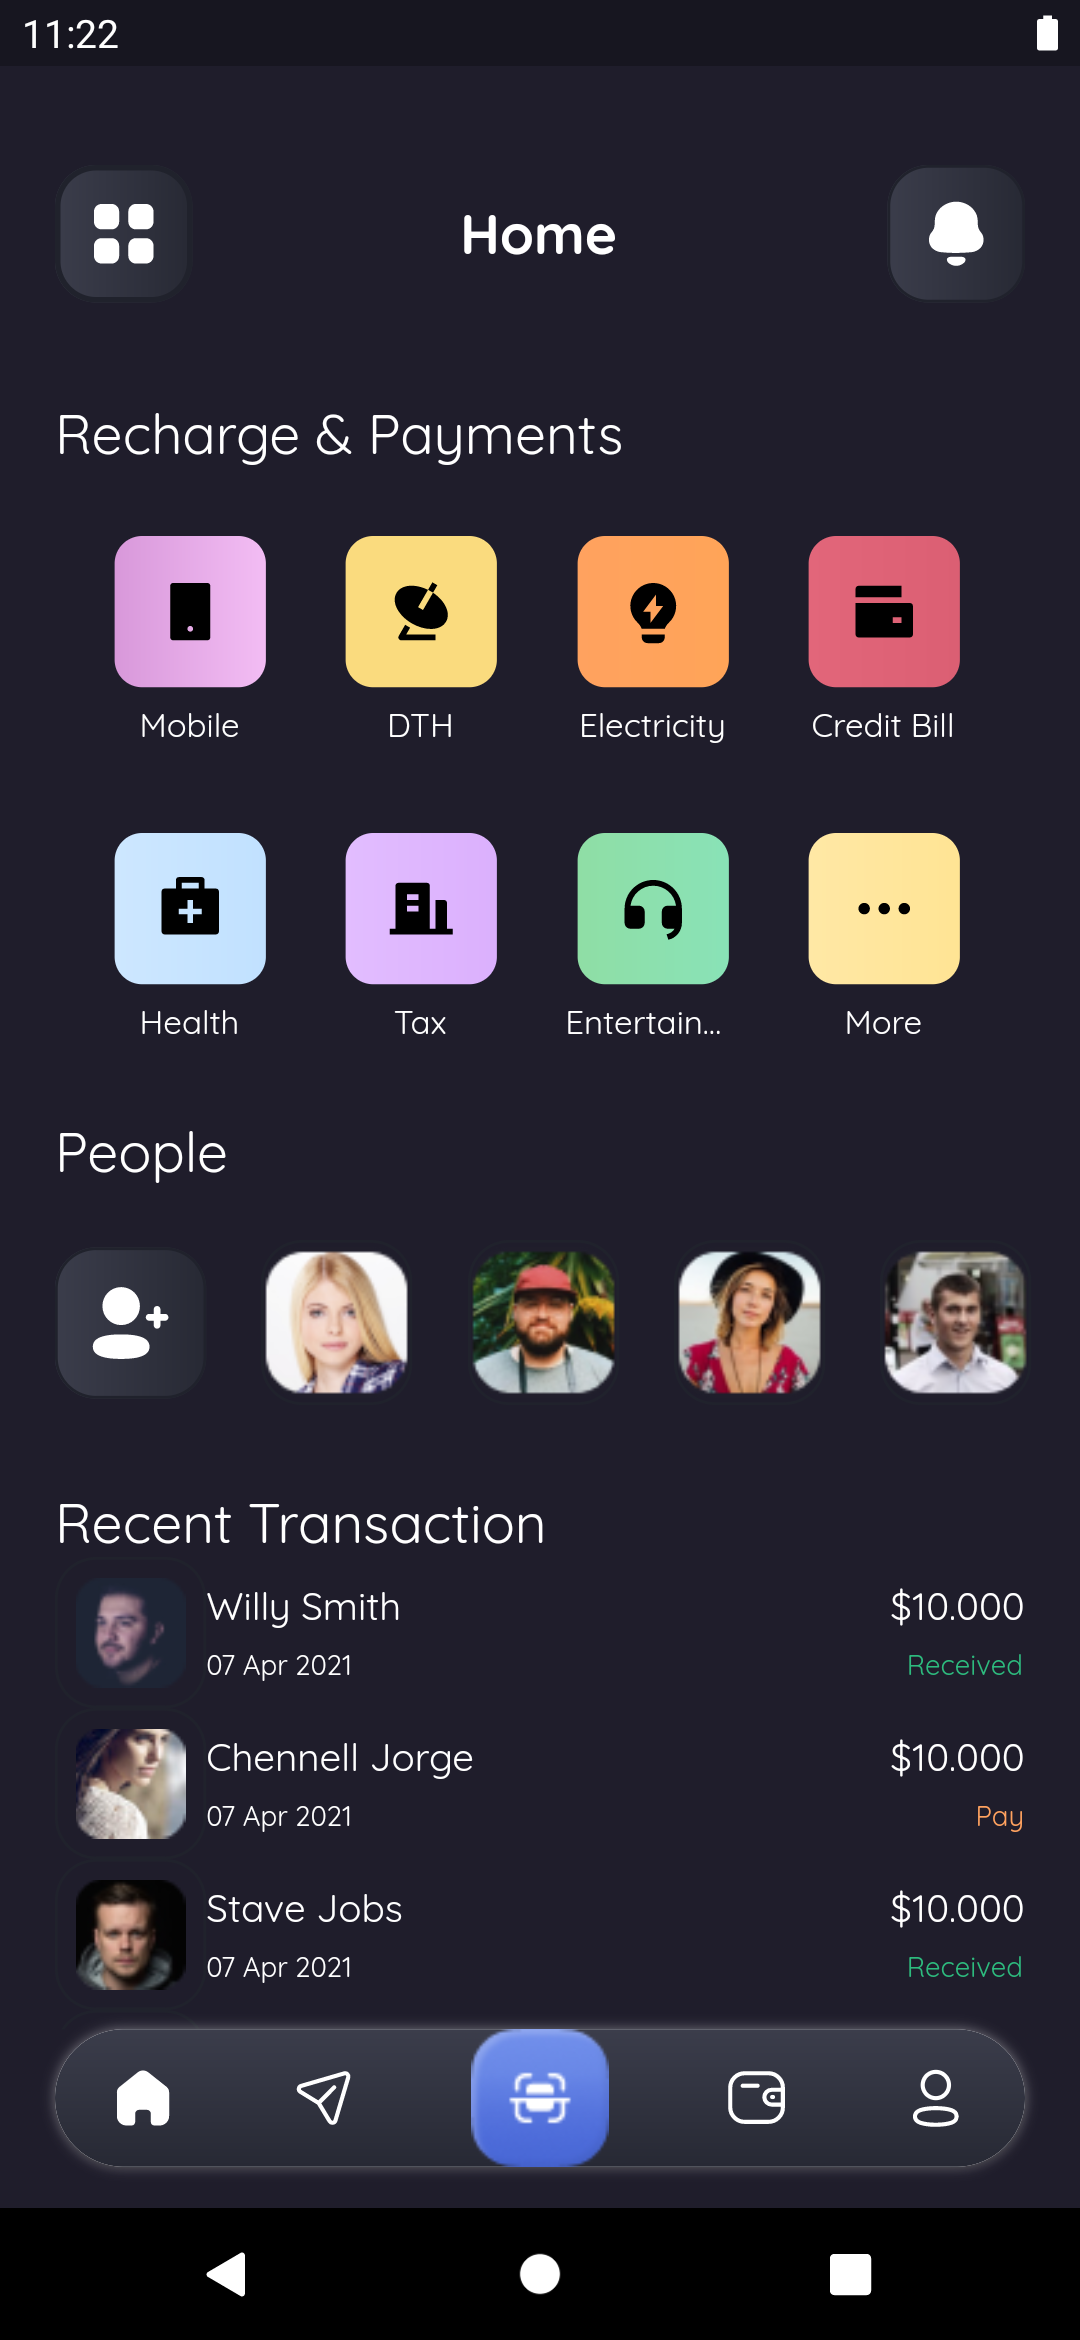 11:22
Home
Recharge & Payments
Mobile
DTH
Electricity
Credit Bill
Health
Tax
Entertain...
More
People
Recent Transaction
Willy Smith
$10.000
07 Apr 2021
Received
Chennell Jorge
$10.000
07 Apr 2021
Pay
Stave Jobs
$10.000
07 Apr 2021
Received